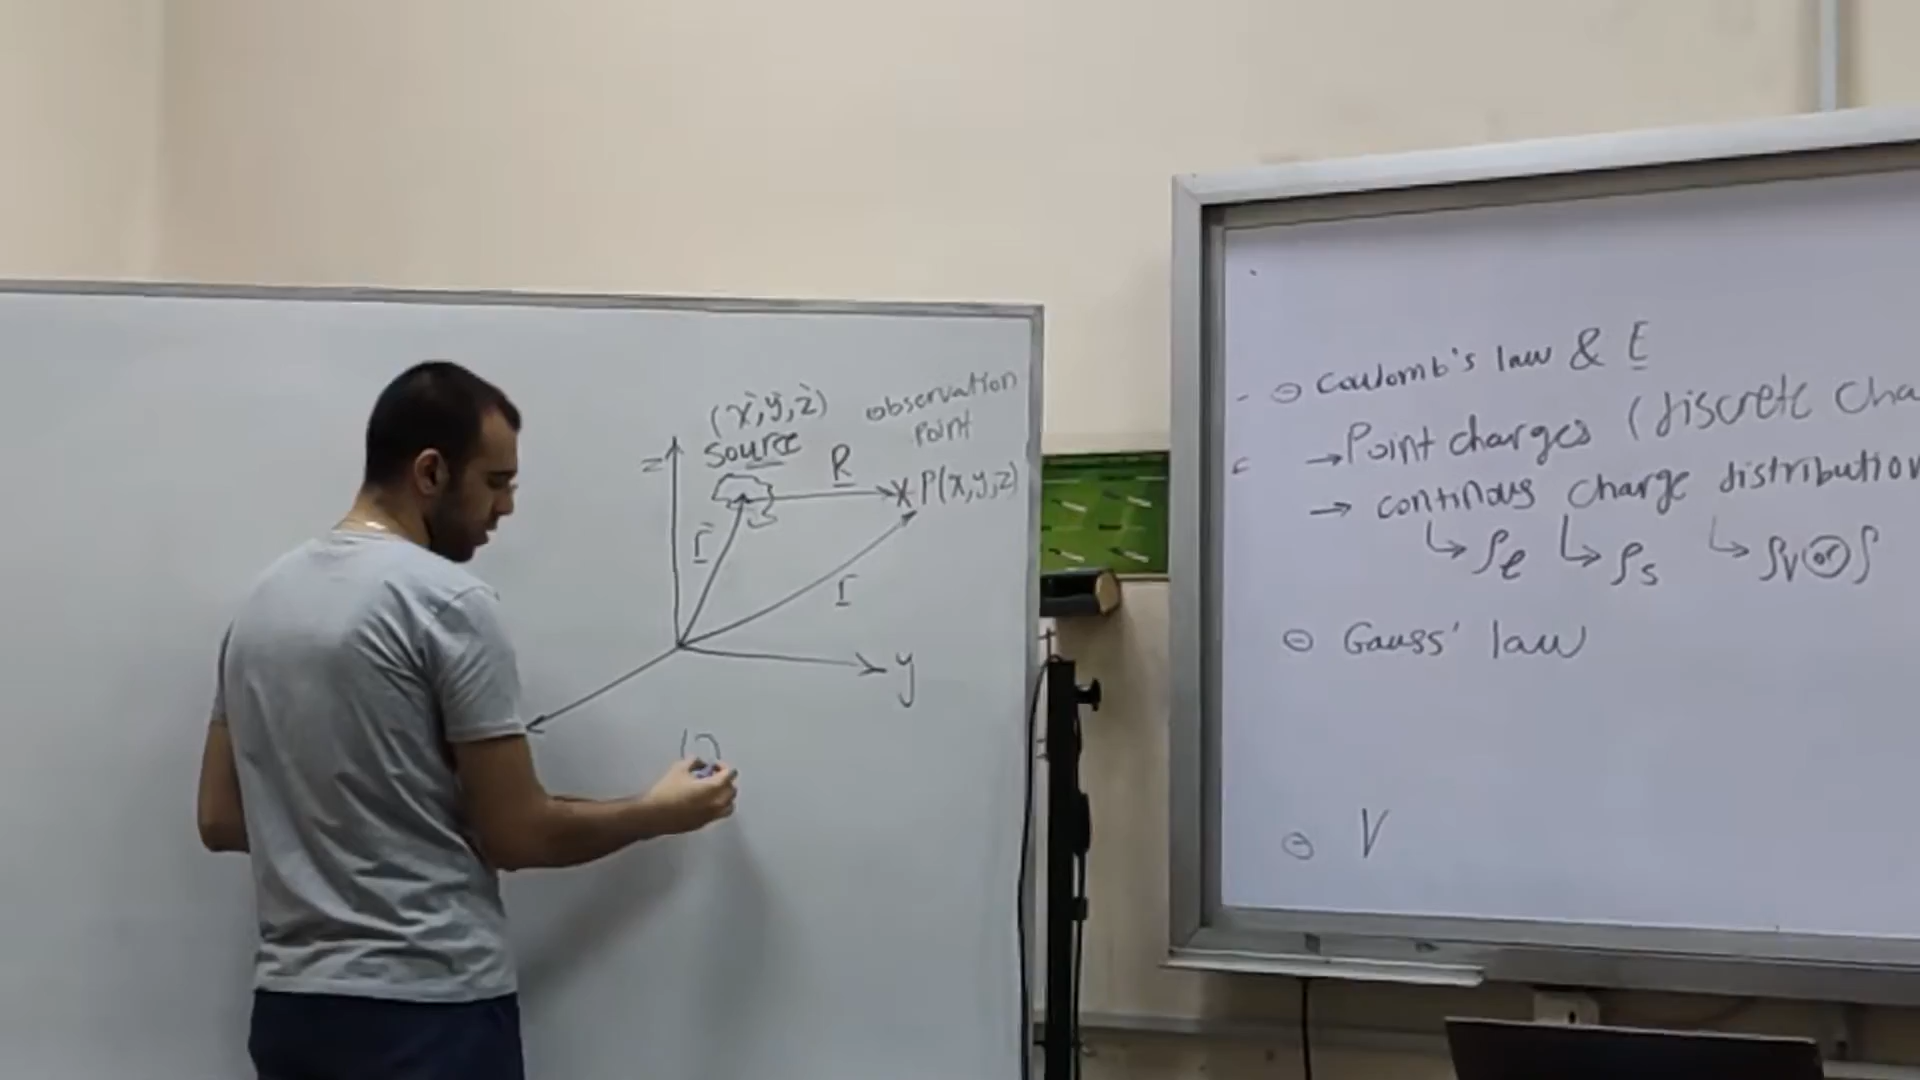 (x̀,ỳ,z̀)
observation
point
source
z
R
P(x,y,z)
r̀
r
y
⊖ Coulomb's law & E
→ Point charges (discrete cha
→ continous charge distribution
↳ ρℓ ↳ ρs ↳ ρv or ρ
⊖ Gauss' law
⊖ V